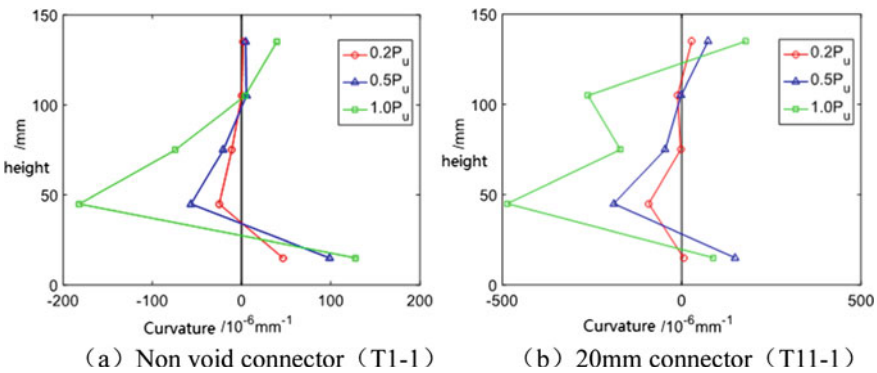 150
100
50
0
/mm
height
-200
-100
0
100
200
Curvature /10⁻⁶mm⁻¹
0.2Pᵤ
0.5Pᵤ
1.0Pᵤ
（a）Non void connector（T1-1）
150
100
50
0
/mm
height
-500
0
500
Curvature /10⁻⁶mm⁻¹
0.2Pᵤ
0.5Pᵤ
1.0Pᵤ
（b）20mm connector（T11-1）